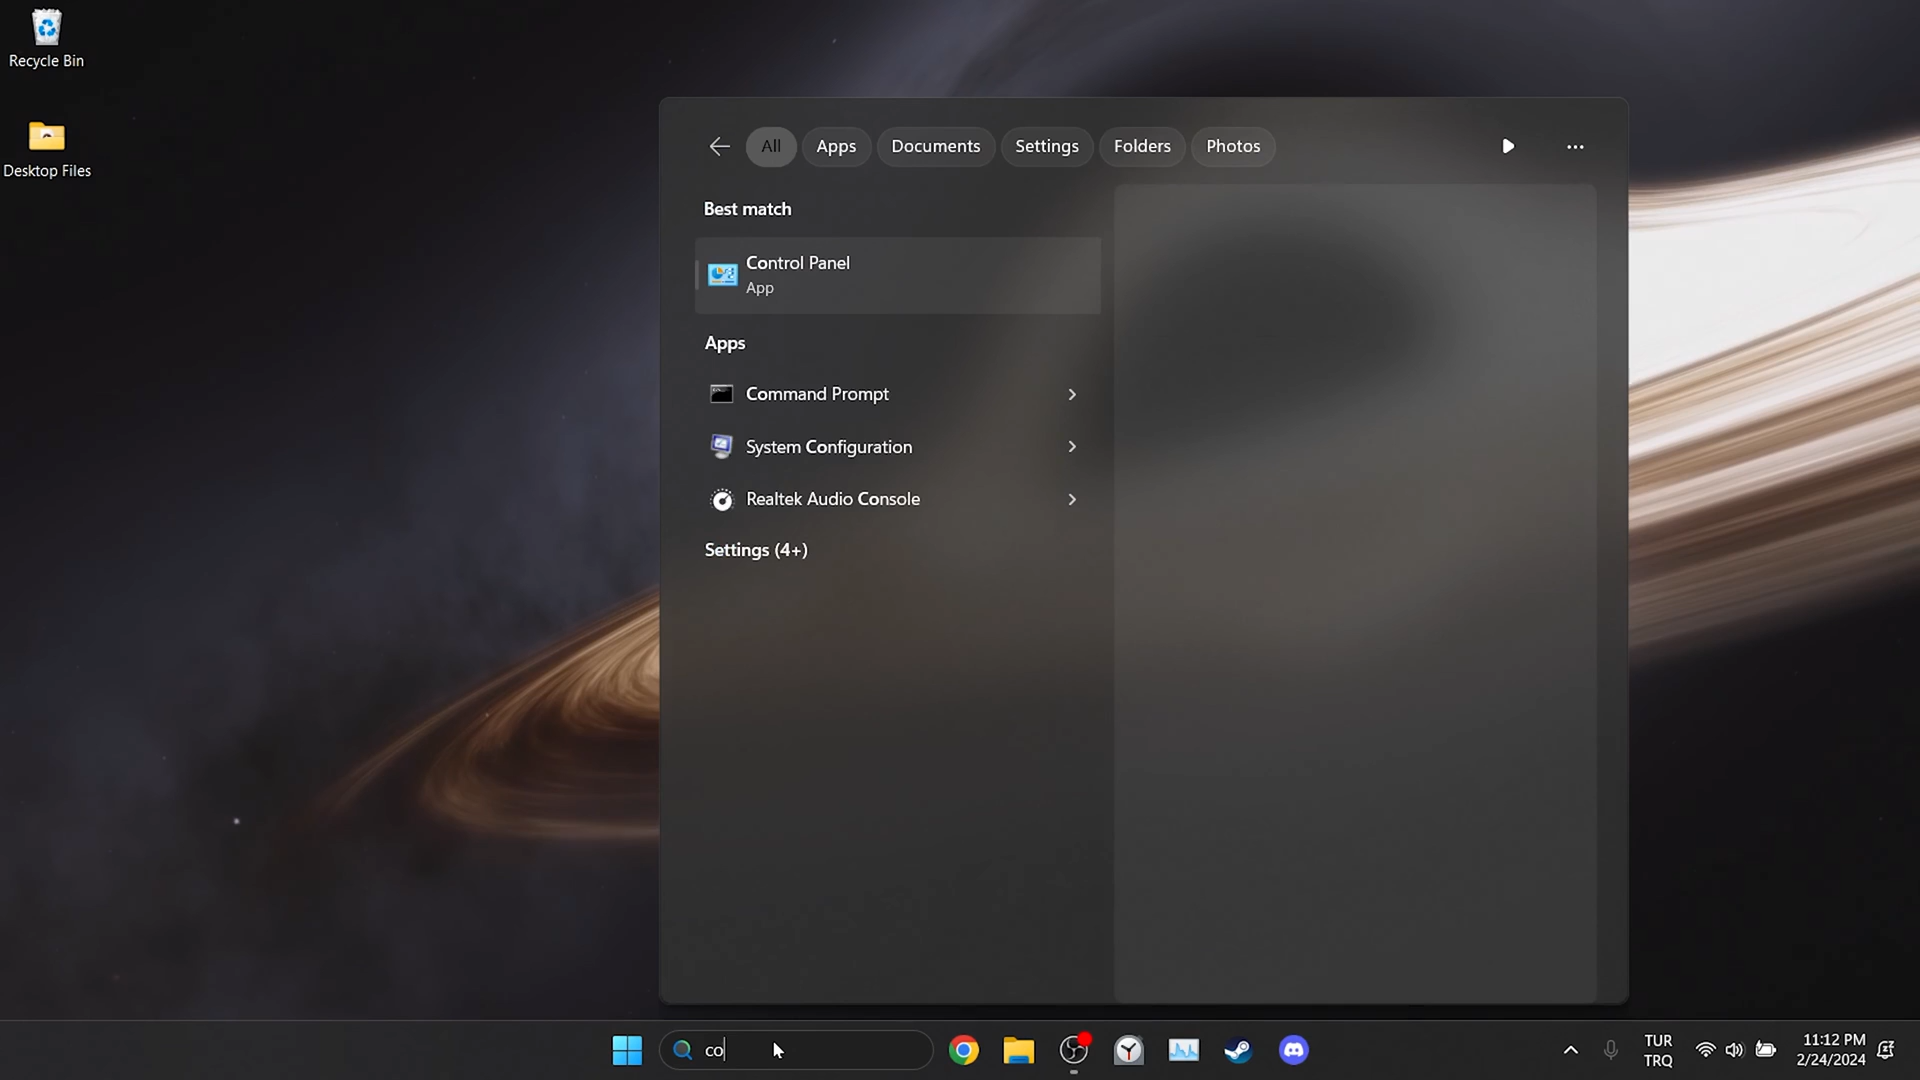 Recycle Bin
Desktop Files
All Apps Documents Settings Folders Photos
Best match
Control Panel
App
Apps
Command Prompt
System Configuration
Realtek Audio Console
Settings (4+)
co
TUR
TRQ
11:12 PM
2/24/2024